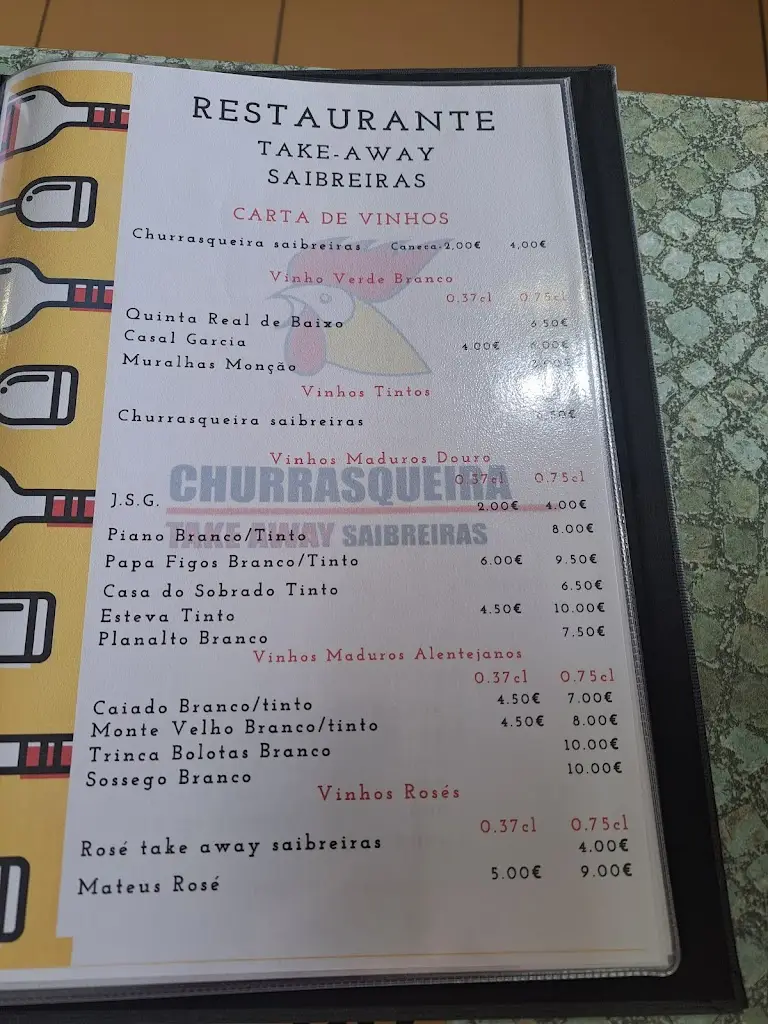 RESTAURANTE
TAKE-AWAY
SAIBREIRAS
CARTA DE VINHOS
Churrasqueira saibreiras Caneca-2,00€ 4,00€
Vinho Verde Branco
0.37cl 0.75cl
Quinta Real de Baixo 6.50€
Casal Garcia 4.00€ 6.00€
Muralhas Monção
Vinhos Tintos
Churrasqueira saibreiras
Vinhos Maduros Douro
0.37cl 0.75cl
CHURRASQUEIRA
TAKE AWAY SAIBREIRAS
J.S.G. 2.00€ 4.00€
Piano Branco/Tinto 8.00€
Papa Figos Branco/Tinto 6.00€ 9.50€
Casa do Sobrado Tinto 6.50€
Esteva Tinto 4.50€ 10.00€
Planalto Branco 7.50€
Vinhos Maduros Alentejanos
0.37cl 0.75cl
Caiado Branco/tinto 4.50€ 7.00€
Monte Velho Branco/tinto 4.50€ 8.00€
Trinca Bolotas Branco 10.00€
Sossego Branco 10.00€
Vinhos Rosés
0.37cl 0.75cl
Rosé take away saibreiras 4.00€
Mateus Rosé 5.00€ 9.00€